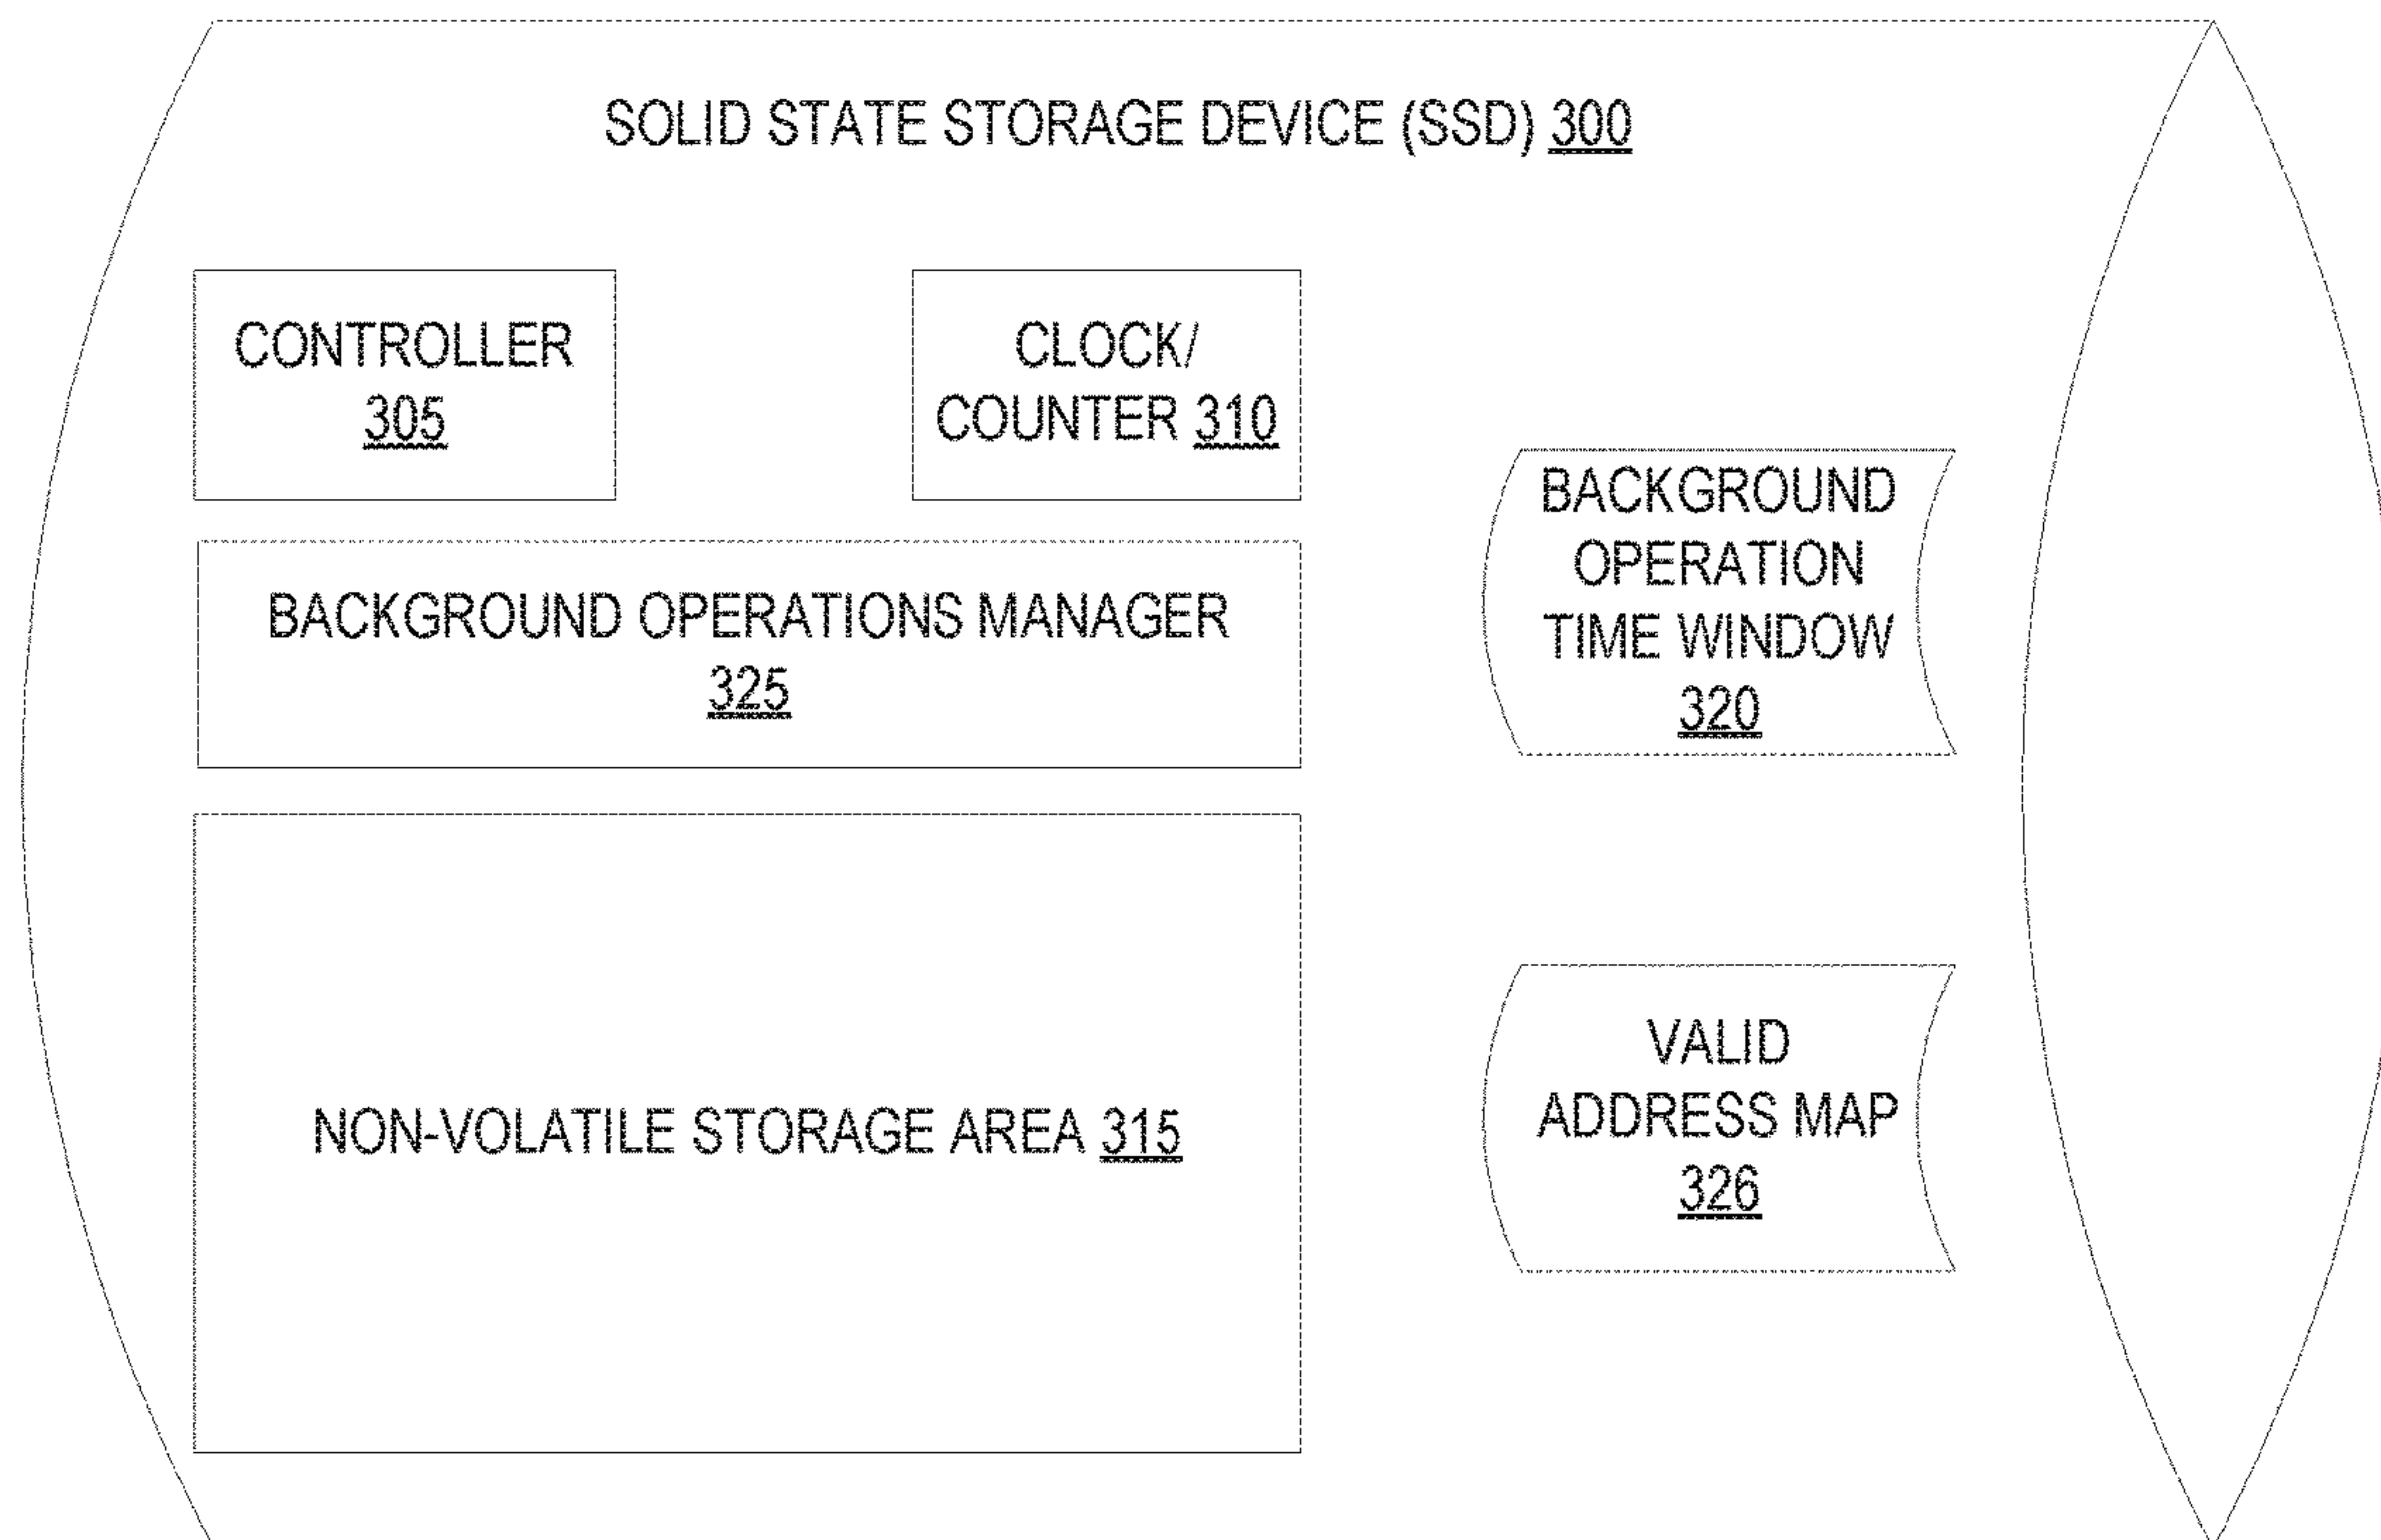 SOLID STATE STORAGE DEVICE (SSD) 300
CONTROLLER
305
CLOCK/
COUNTER 310
BACKGROUND OPERATIONS MANAGER
325
BACKGROUND
OPERATION
TIME WINDOW
320
NON-VOLATILE STORAGE AREA 315
VALID
ADDRESS MAP
326